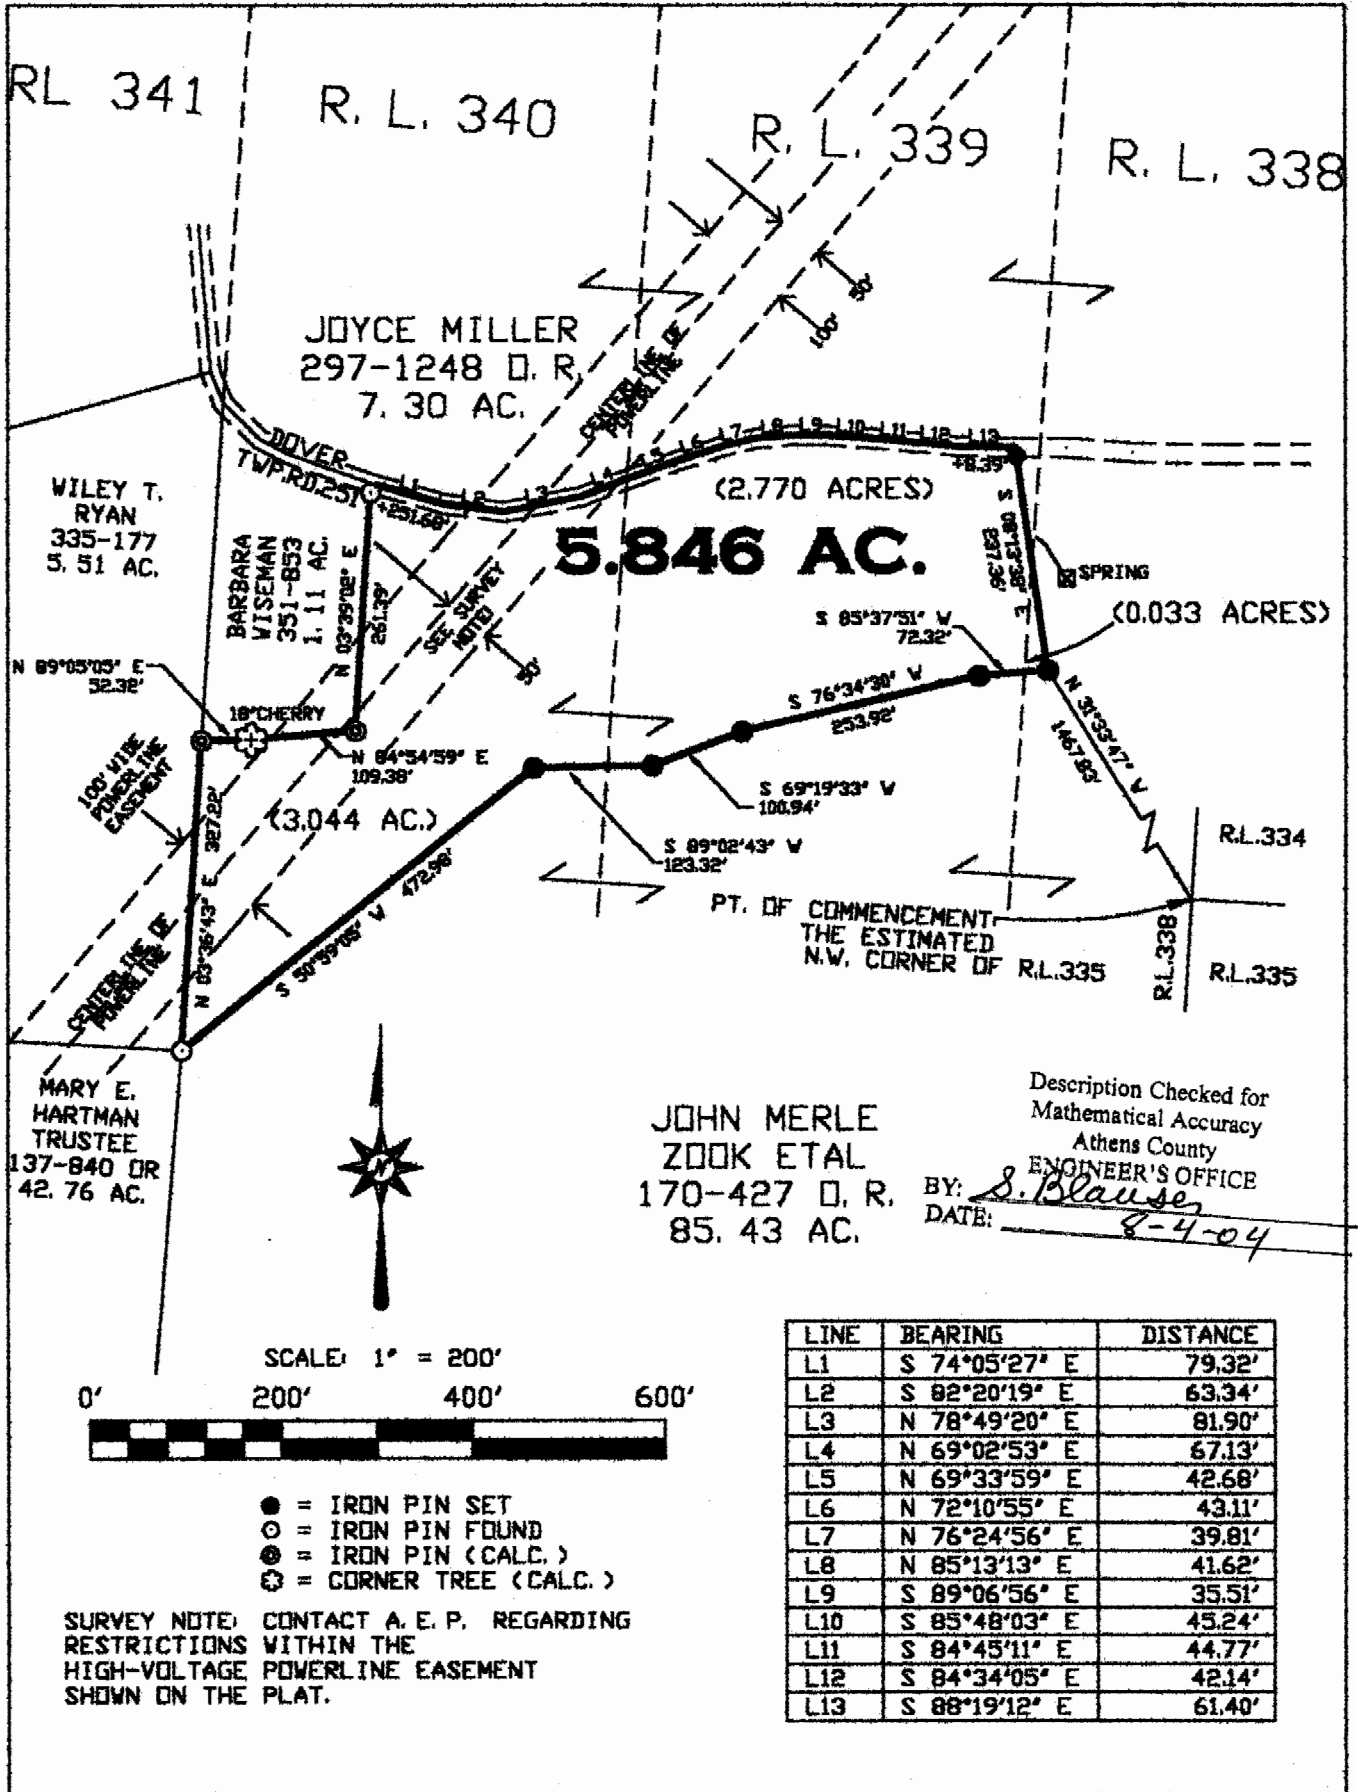 RL 341
R. L. 340
R. L. 339
R. L. 338
JOYCE MILLER
297-1248 O. R.
7. 30 AC.
CENTERLINE OF
POWERLINE
50'
100'
DOVER
TWP.RD.251
L1
L2
L3
L4
L5
L6
L7
L8
L9
L10
L11
L12
L13
+8.39'
+251.68'
WILEY T.
RYAN
335-177
5. 51 AC.
BARBARA
WISEMAN
351-853
1. 11 AC.
N 03°39'02" E
261.39'
(2.770 ACRES)
5.846 AC.
S 08°13'38" E
237.36'
SPRING
(0.033 ACRES)
S 85°37'51" W
72.32'
SEE SURVEY
NOTE)
50'
N 89°05'05" E
52.38'
18"CHERRY
N 84°54'59" E
109.38'
S 76°34'30" W
253.92'
N 31°33'47" W
1467.83'
100' WIDE
POWERLINE
EASEMENT
327.22'
N 03°36'43" E
(3.044 AC.)
S 69°19'33" W
100.94'
S 89°02'43" W
123.32'
S 50°59'05" W
472.98'
R.L.334
PT. OF COMMENCEMENT
THE ESTIMATED
N.W. CORNER OF R.L.335
R.L.338
R.L.335
CENTERLINE OF
POWERLINE
MARY E.
HARTMAN
TRUSTEE
137-840 OR
42. 76 AC.
N
JOHN MERLE
ZOOK ETAL
170-427 O. R.
85. 43 AC.
Description Checked for
Mathematical Accuracy
Athens County
ENGINEER'S OFFICE
BY: S. Blauser
DATE: 8-4-04
SCALE: 1" = 200'
0' 200' 400' 600'
= IRON PIN SET
= IRON PIN FOUND
= IRON PIN (CALC. )
= CORNER TREE (CALC. )
SURVEY NOTE: CONTACT A. E. P. REGARDING
RESTRICTIONS WITHIN THE
HIGH-VOLTAGE POWERLINE EASEMENT
SHOWN ON THE PLAT.
LINE BEARING DISTANCE
L1 S 74°05'27" E 79.32'
L2 S 82°20'19" E 63.34'
L3 N 78°49'20" E 81.90'
L4 N 69°02'53" E 67.13'
L5 N 69°33'59" E 42.68'
L6 N 72°10'55" E 43.11'
L7 N 76°24'56" E 39.81'
L8 N 85°13'13" E 41.62'
L9 S 89°06'56" E 35.51'
L10 S 85°48'03" E 45.24'
L11 S 84°45'11" E 44.77'
L12 S 84°34'05" E 42.14'
L13 S 88°19'12" E 61.40'